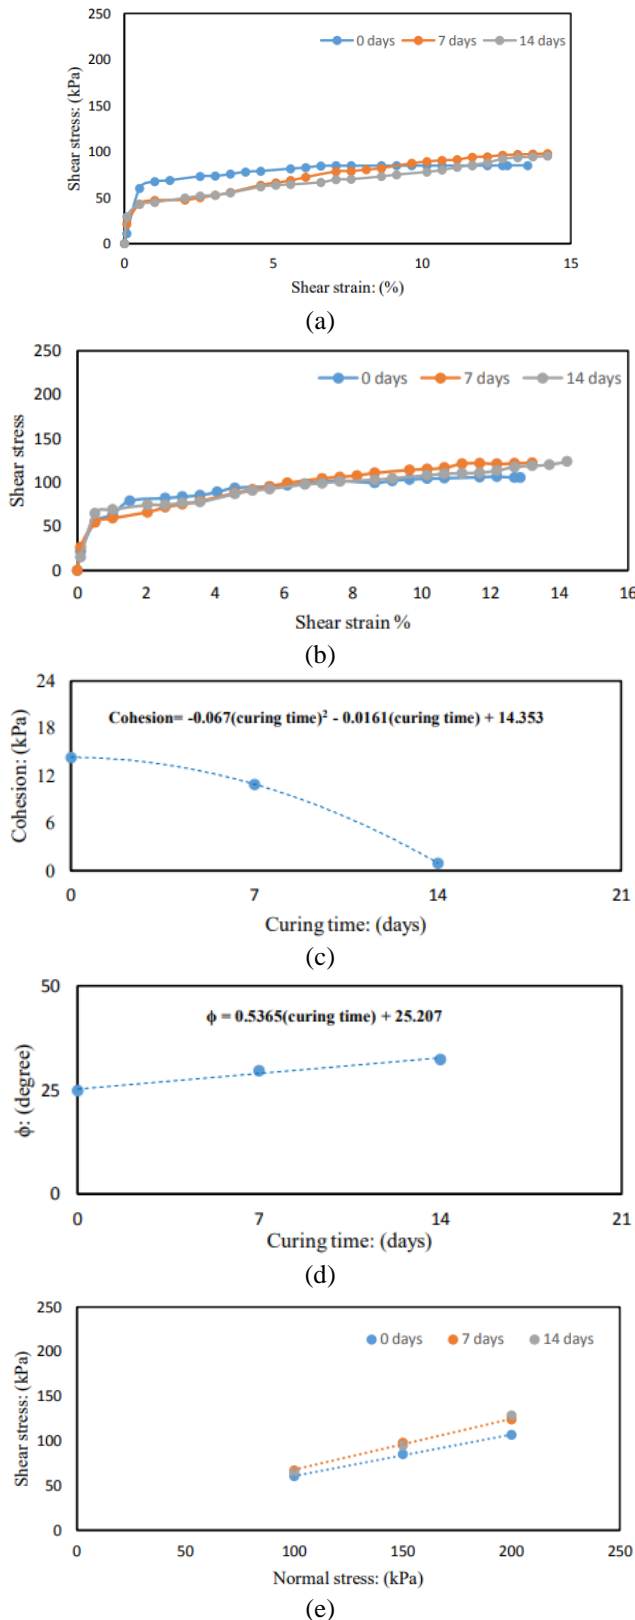 250
200
150
100
50
0
0 days 7 days 14 days
Shear stress: (kPa)
0 5 10 15
Shear strain: (%)
(a)
250
200
150
100
50
0
0 days 7 days 14 days
Shear stress
0 2 4 6 8 10 12 14 16
Shear strain %
(b)
24
18
12
6
0
Cohesion= -0.067(curing time)² - 0.0161(curing time) + 14.353
Cohesion: (kPa)
0 7 14 21
Curing time: (days)
(c)
50
25
0
ϕ = 0.5365(curing time) + 25.207
ϕ: (degree)
0 7 14 21
Curing time: (days)
(d)
250
200
150
100
50
0
0 days 7 days 14 days
Shear stress: (kPa)
0 50 100 150 200 250
Normal stress: (kPa)
(e)